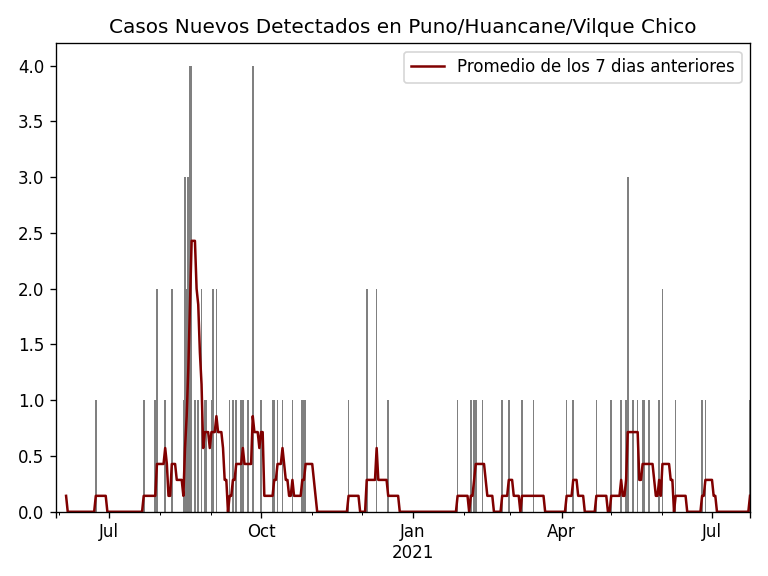 Casos Nuevos Detectados en Puno/Huancane/Vilque Chico
Promedio de los 7 dias anteriores
4.0
3.5
3.0
2.5
2.0
1.5
1.0
0.5
0.0
Jul
Oct
Jan
Apr
Jul
2021